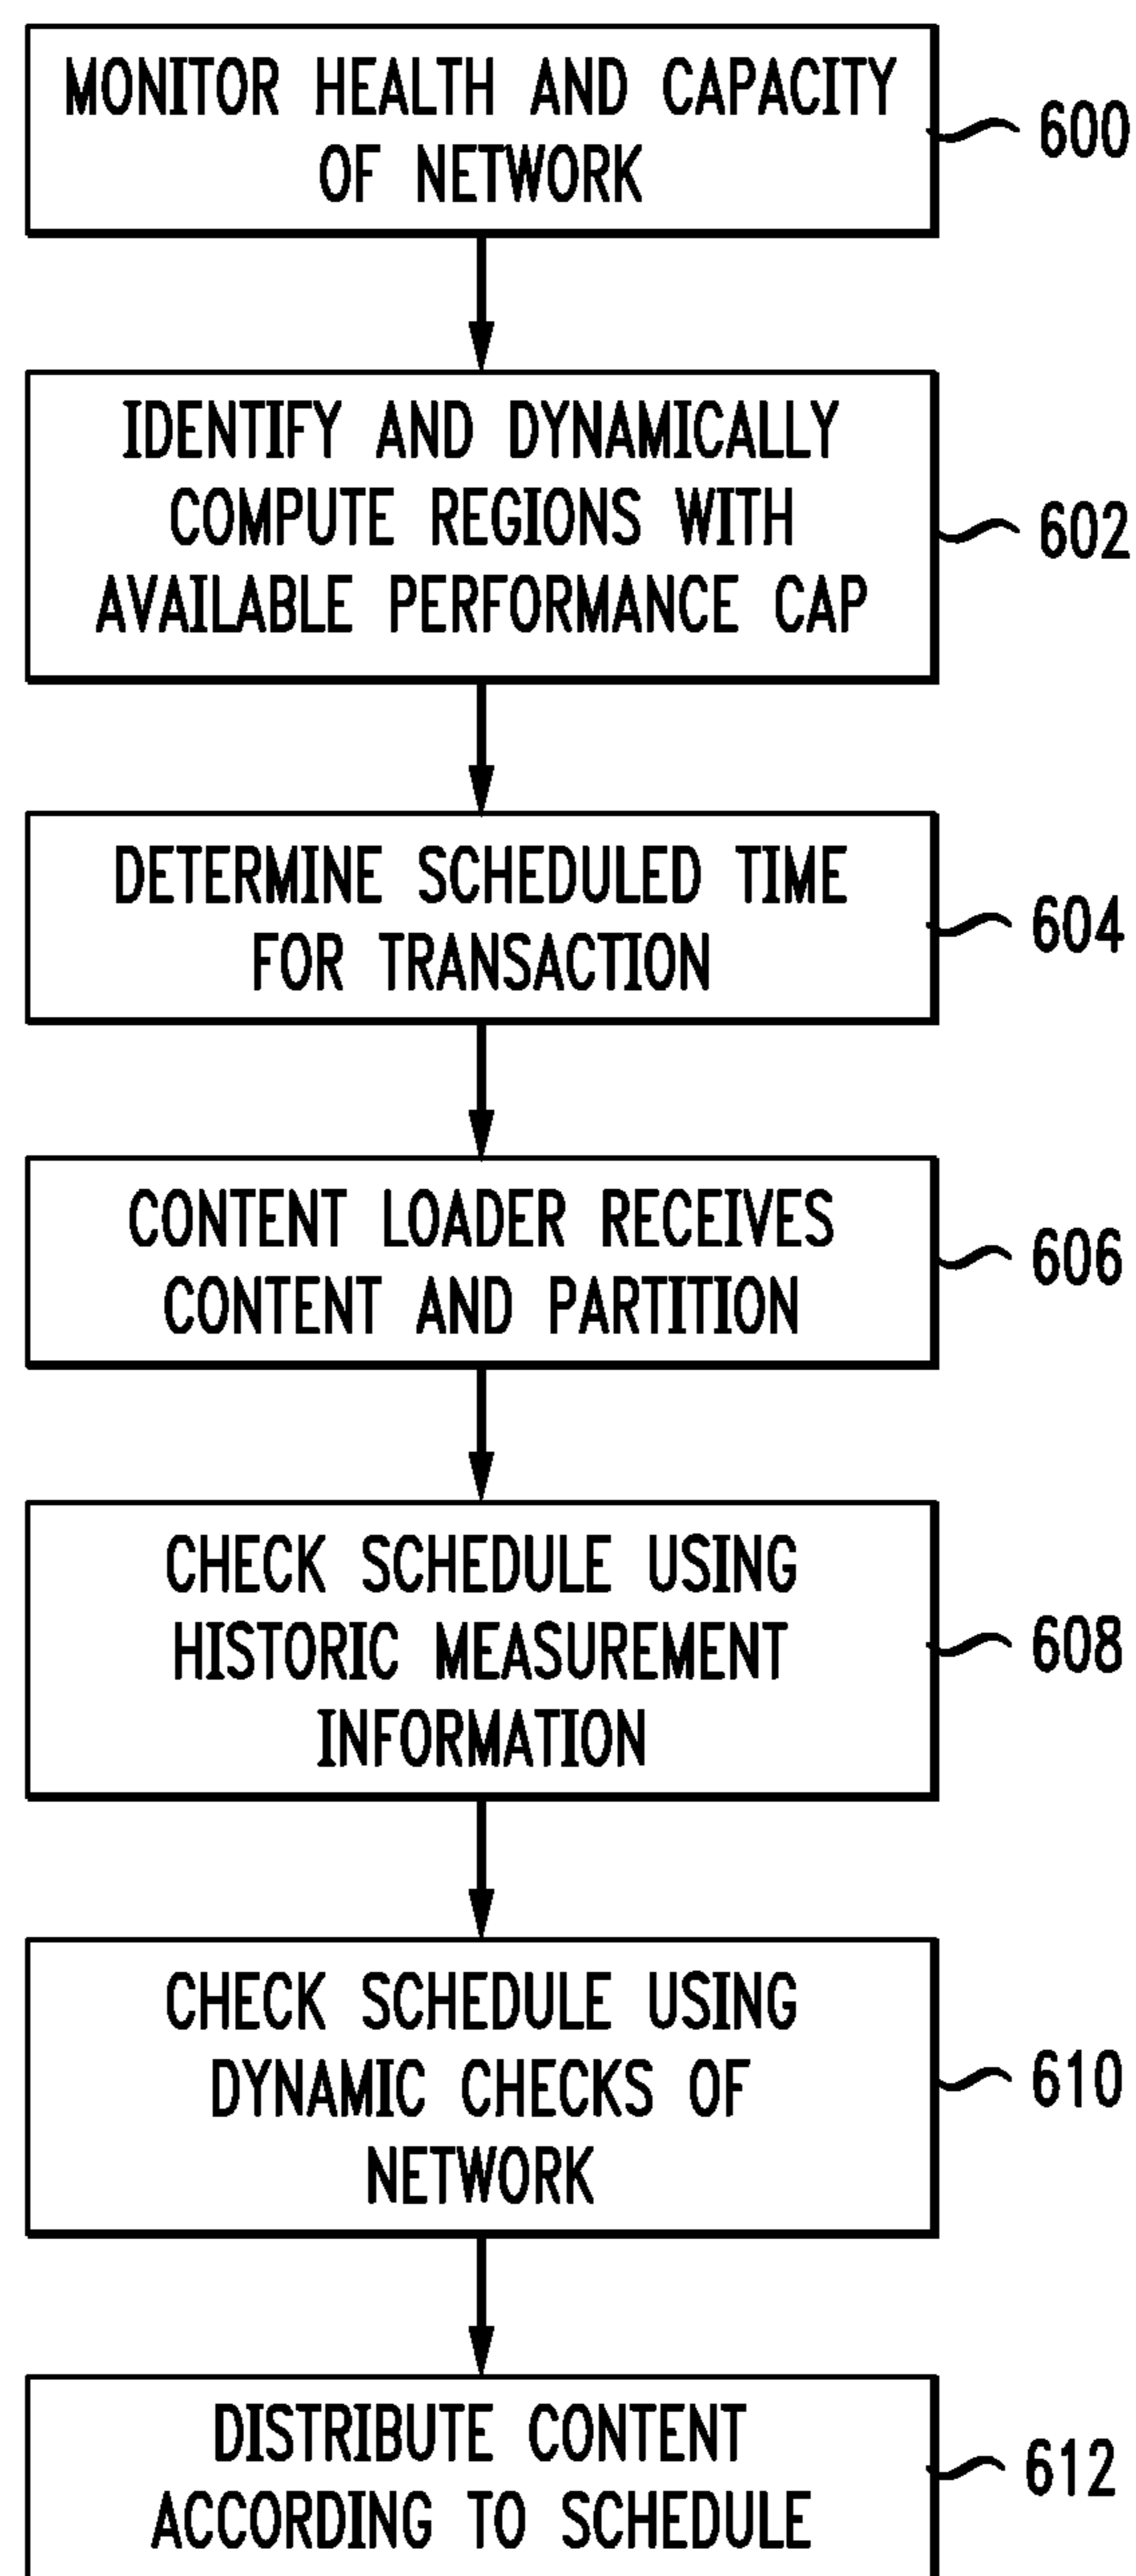 MONITOR HEALTH AND CAPACITY
OF NETWORK
600
IDENTIFY AND DYNAMICALLY
COMPUTE REGIONS WITH
AVAILABLE PERFORMANCE CAP
602
DETERMINE SCHEDULED TIME
FOR TRANSACTION
604
CONTENT LOADER RECEIVES
CONTENT AND PARTITION
606
CHECK SCHEDULE USING
HISTORIC MEASUREMENT
INFORMATION
608
CHECK SCHEDULE USING
DYNAMIC CHECKS OF
NETWORK
610
DISTRIBUTE CONTENT
ACCORDING TO SCHEDULE
612